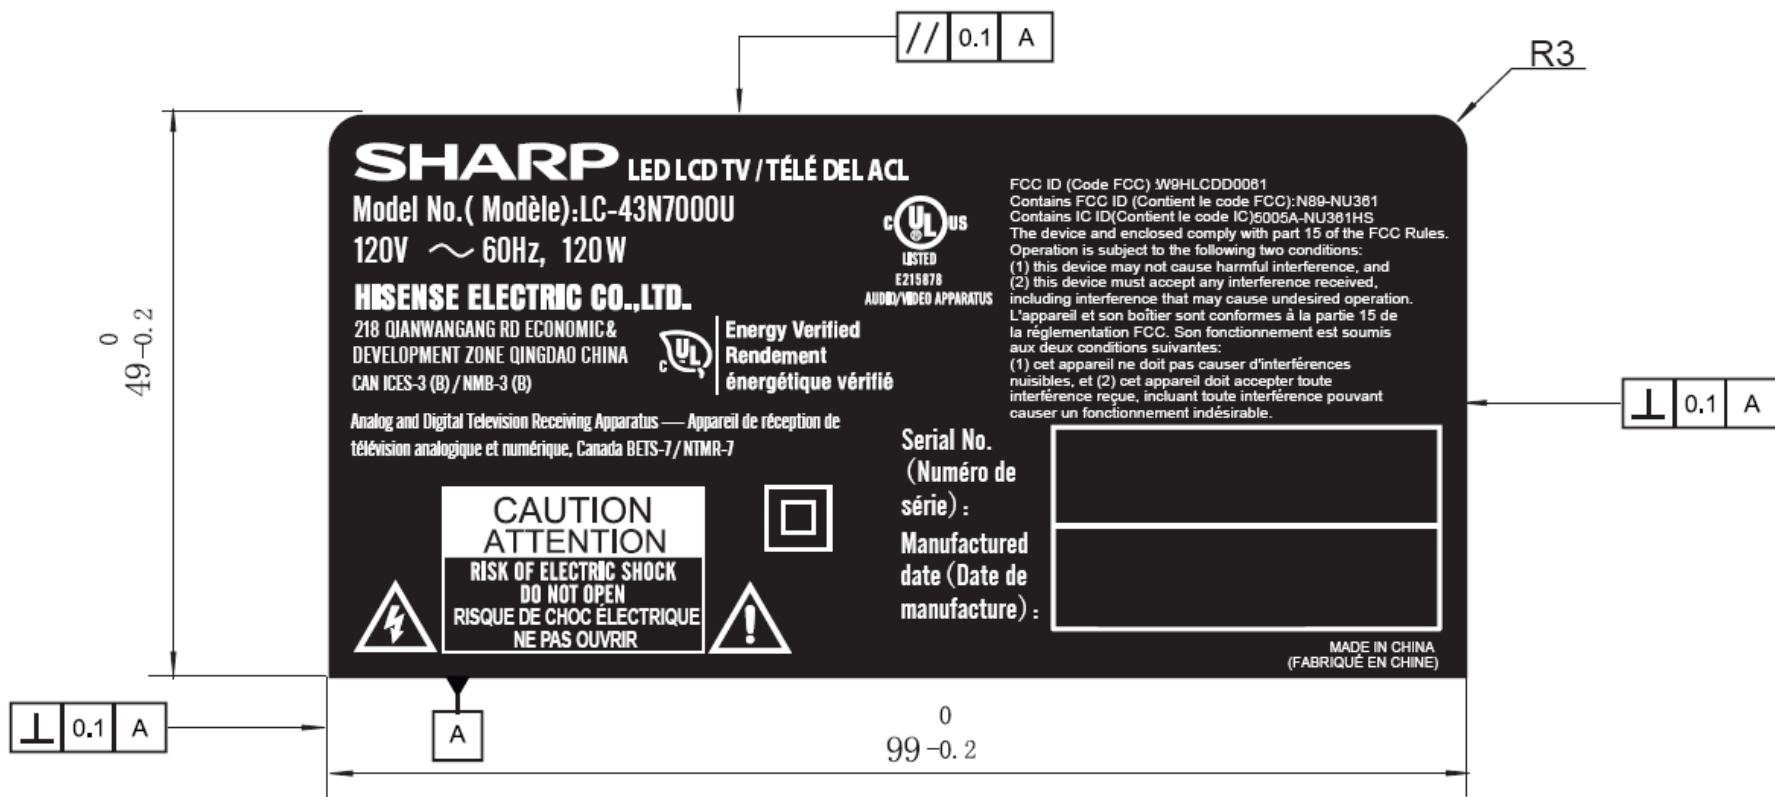 // 0.1 A
R3
SHARP LED LCD TV / TÉLÉ DEL ACL
Model No.( Modèle):LC-43N7000U
120V ～ 60Hz, 120W
HISENSE ELECTRIC CO.,LTD.
218 QIANWANGANG RD ECONOMIC&
DEVELOPMENT ZONE QINGDAO CHINA
CAN ICES-3 (B) / NMB-3 (B)
C UL ® US
LISTED
E215878
AUDIO/VIDEO APPARATUS
C UL
Energy Verified
Rendement
énergétique vérifié
FCC ID (Code FCC) :W9HLCDD0061
Contains FCC ID (Contient le code FCC):N89-NU361
Contains IC ID(Contient le code IC)5005A-NU361HS
The device and enclosed comply with part 15 of the FCC Rules.
Operation is subject to the following two conditions:
(1) this device may not cause harmful interference, and
(2) this device must accept any interference received,
including interference that may cause undesired operation.
L'appareil et son boîtier sont conformes à la partie 15 de
la réglementation FCC. Son fonctionnement est soumis
aux deux conditions suivantes:
(1) cet appareil ne doit pas causer d'interférences
nuisibles, et (2) cet appareil doit accepter toute
interférence reçue, incluant toute interférence pouvant
causer un fonctionnement indésirable.
Analog and Digital Television Receiving Apparatus — Appareil de réception de
télévision analogique et numérique, Canada BETS-7 / NTMR-7
CAUTION
ATTENTION
RISK OF ELECTRIC SHOCK
DO NOT OPEN
RISQUE DE CHOC ÉLECTRIQUE
NE PAS OUVRIR
Serial No.
(Numéro de
série) :
Manufactured
date (Date de
manufacture) :
MADE IN CHINA
(FABRIQUÉ EN CHINE)
0
49-0.2
⊥ 0.1 A
⊥ 0.1 A
A
0
99-0.2